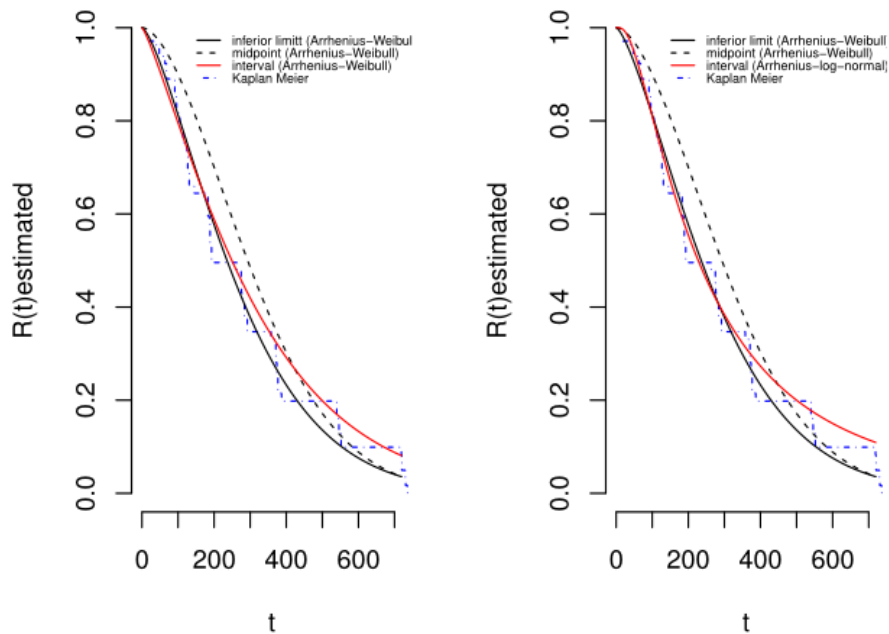 inferior limitt (Arrhenius−Weibul
midpoint (Arrhenius−Weibull)
interval (Arrhenius−Weibull)
Kaplan Meier
R(t)estimated
0.0 0.2 0.4 0.6 0.8 1.0
0 200 400 600
t
inferior limit (Arrhenius−Weibull)
midpoint (Arrhenius−Weibull)
interval (Arrhenius−log−normal)
Kaplan Meier
R(t)estimated
0.0 0.2 0.4 0.6 0.8 1.0
0 200 400 600
t